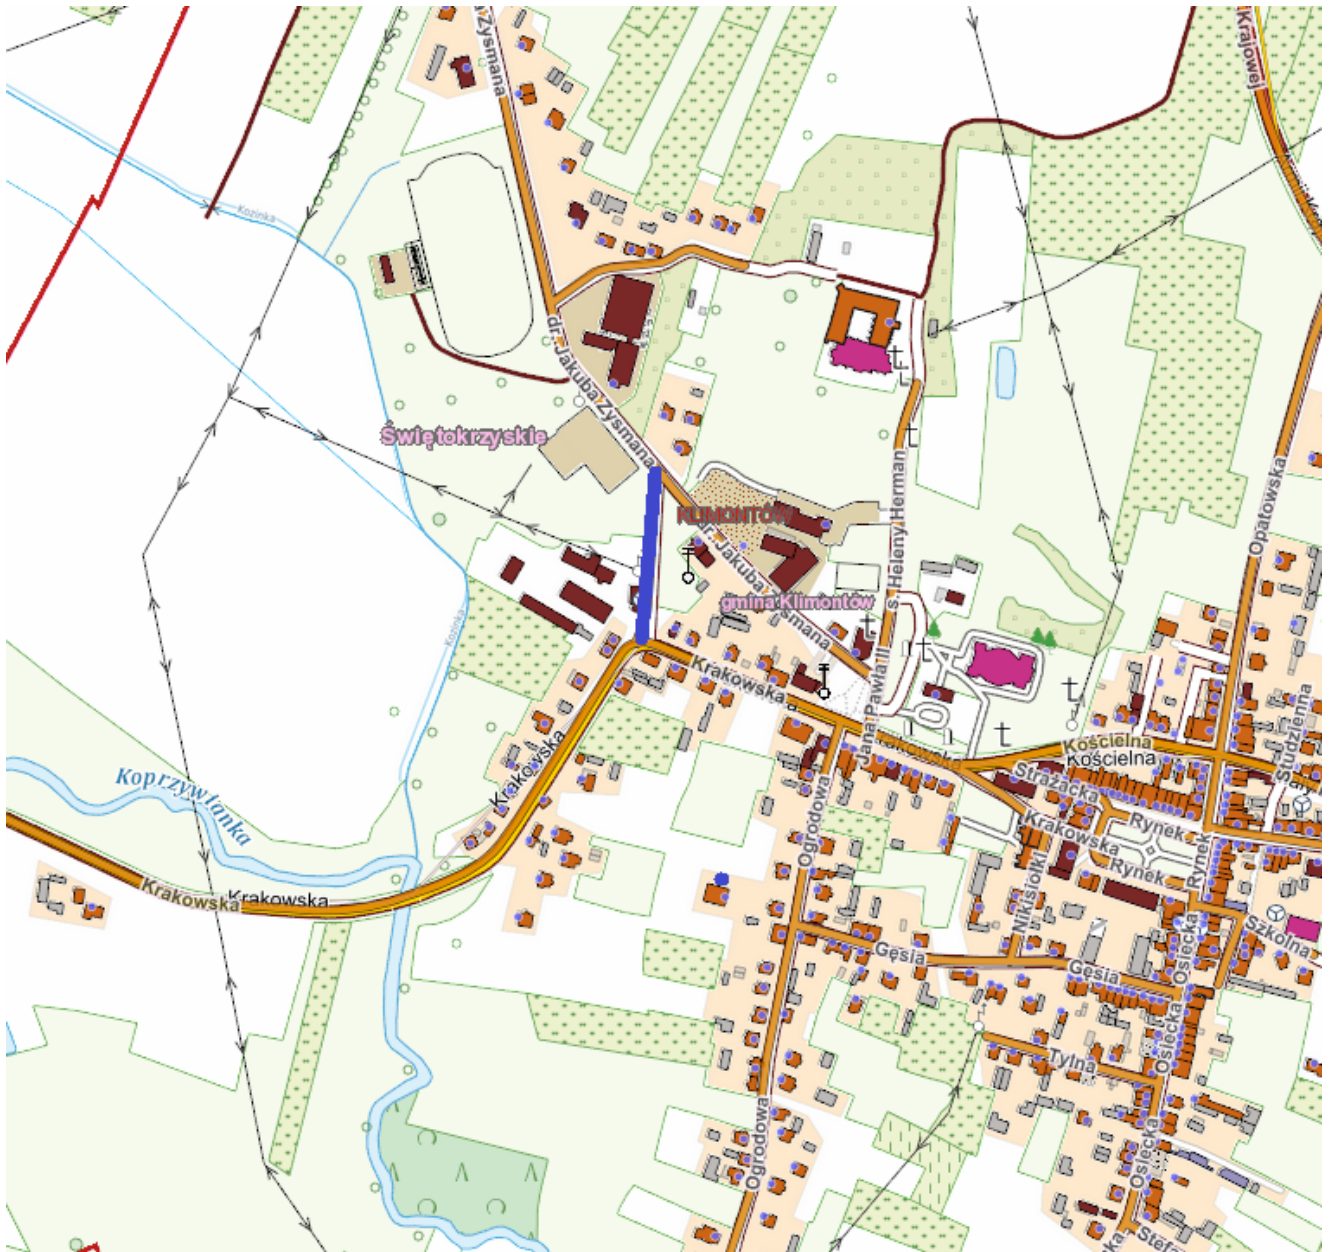 Zysmana
Krajowej
Kozinka
dr. Jakuba Zysmana
Świętokrzyskie
KLIMONTÓW
dr. Jakuba Zysmana
gmina Klimontów
s. Heleny Herman
Opatowska
Kozinka
Krakowska
Jana Pawła II
Krakowska
Kościelna
Kościelna
Studzienna
Krakowska
Krakowska
Strażacka
Koprzywianka
Rynek
Krakowska
Rynek
Rynek
Ogrodowa
Nikisiołki
Krakowska
Krakowska
Szkolna
Gęsia
Gęsia
Osiecka
Osiecka
Tylna
Ogrodowa
Osiecka